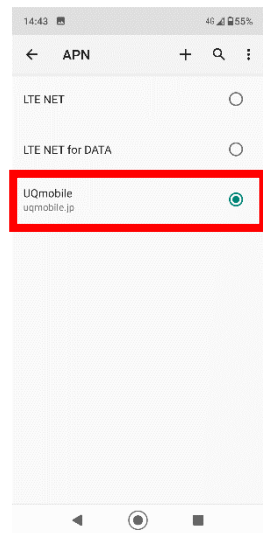 14:43 4G 55%
APN
LTE NET
LTE NET for DATA
UQmobile
uqmobile.jp